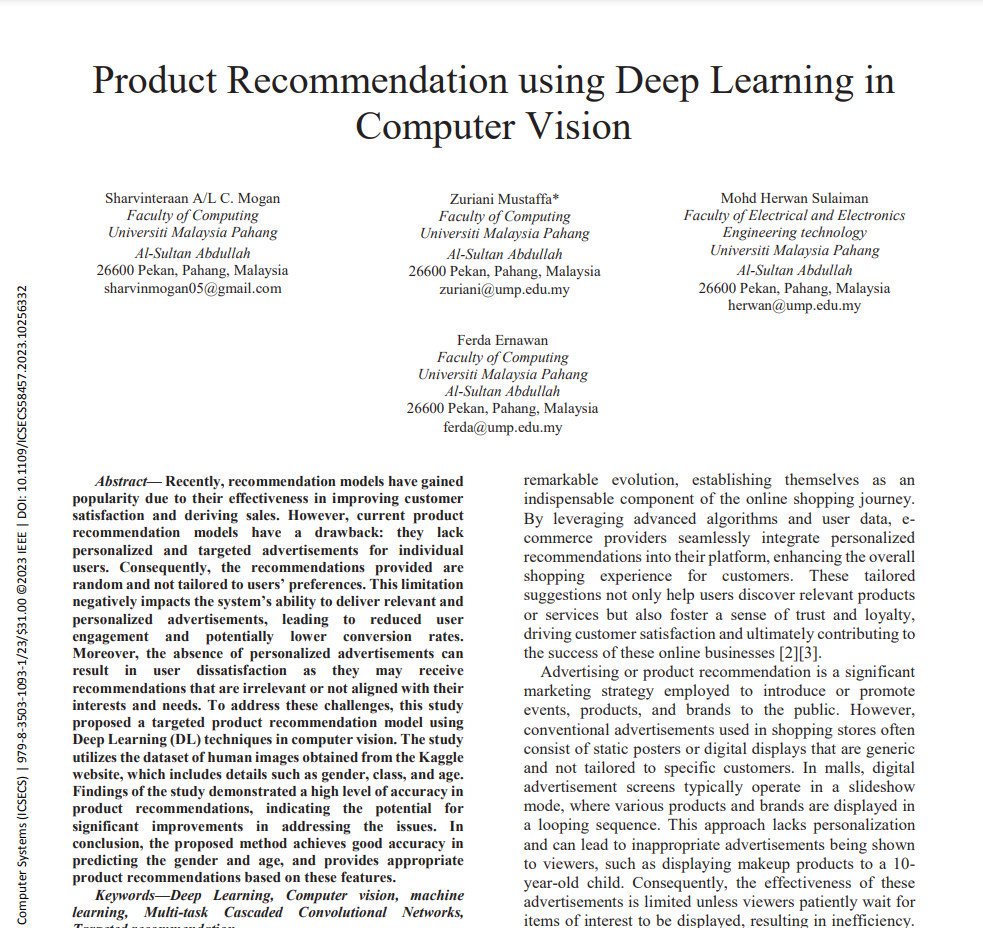 Product Recommendation using Deep Learning in
Computer Vision
Sharvinteraan A/L C. Mogan
Faculty of Computing
Universiti Malaysia Pahang
Al-Sultan Abdullah
26600 Pekan, Pahang, Malaysia
sharvinmogan05@gmail.com
Zuriani Mustaffa*
Faculty of Computing
Universiti Malaysia Pahang
Al-Sultan Abdullah
26600 Pekan, Pahang, Malaysia
zuriani@ump.edu.my
Mohd Herwan Sulaiman
Faculty of Electrical and Electronics
Engineering technology
Universiti Malaysia Pahang
Al-Sultan Abdullah
26600 Pekan, Pahang, Malaysia
herwan@ump.edu.my
Ferda Ernawan
Faculty of Computing
Universiti Malaysia Pahang
Al-Sultan Abdullah
26600 Pekan, Pahang, Malaysia
ferda@ump.edu.my
Abstract— Recently, recommendation models have gained
popularity due to their effectiveness in improving customer
satisfaction and deriving sales. However, current product
recommendation models have a drawback: they lack
personalized and targeted advertisements for individual
users. Consequently, the recommendations provided are
random and not tailored to users' preferences. This limitation
negatively impacts the system's ability to deliver relevant and
personalized advertisements, leading to reduced user
engagement and potentially lower conversion rates.
Moreover, the absence of personalized advertisements can
result in user dissatisfaction as they may receive
recommendations that are irrelevant or not aligned with their
interests and needs. To address these challenges, this study
proposed a targeted product recommendation model using
Deep Learning (DL) techniques in computer vision. The study
utilizes the dataset of human images obtained from the Kaggle
website, which includes details such as gender, class, and age.
Findings of the study demonstrated a high level of accuracy in
product recommendations, indicating the potential for
significant improvements in addressing the issues. In
conclusion, the proposed method achieves good accuracy in
predicting the gender and age, and provides appropriate
product recommendations based on these features.
Keywords—Deep Learning, Computer vision, machine
learning, Multi-task Cascaded Convolutional Networks,
Targeted recommendation
remarkable evolution, establishing themselves as an
indispensable component of the online shopping journey.
By leveraging advanced algorithms and user data, e-
commerce providers seamlessly integrate personalized
recommendations into their platform, enhancing the overall
shopping experience for customers. These tailored
suggestions not only help users discover relevant products
or services but also foster a sense of trust and loyalty,
driving customer satisfaction and ultimately contributing to
the success of these online businesses [2][3].
Advertising or product recommendation is a significant
marketing strategy employed to introduce or promote
events, products, and brands to the public. However,
conventional advertisements used in shopping stores often
consist of static posters or digital displays that are generic
and not tailored to specific customers. In malls, digital
advertisement screens typically operate in a slideshow
mode, where various products and brands are displayed in
a looping sequence. This approach lacks personalization
and can lead to inappropriate advertisements being shown
to viewers, such as displaying makeup products to a 10-
year-old child. Consequently, the effectiveness of these
advertisements is limited unless viewers patiently wait for
items of interest to be displayed, resulting in inefficiency.
Computer Systems (ICSECS) | 979-8-3503-1093-1/23/$31.00 ©2023 IEEE | DOI: 10.1109/ICSECS58457.2023.10256332